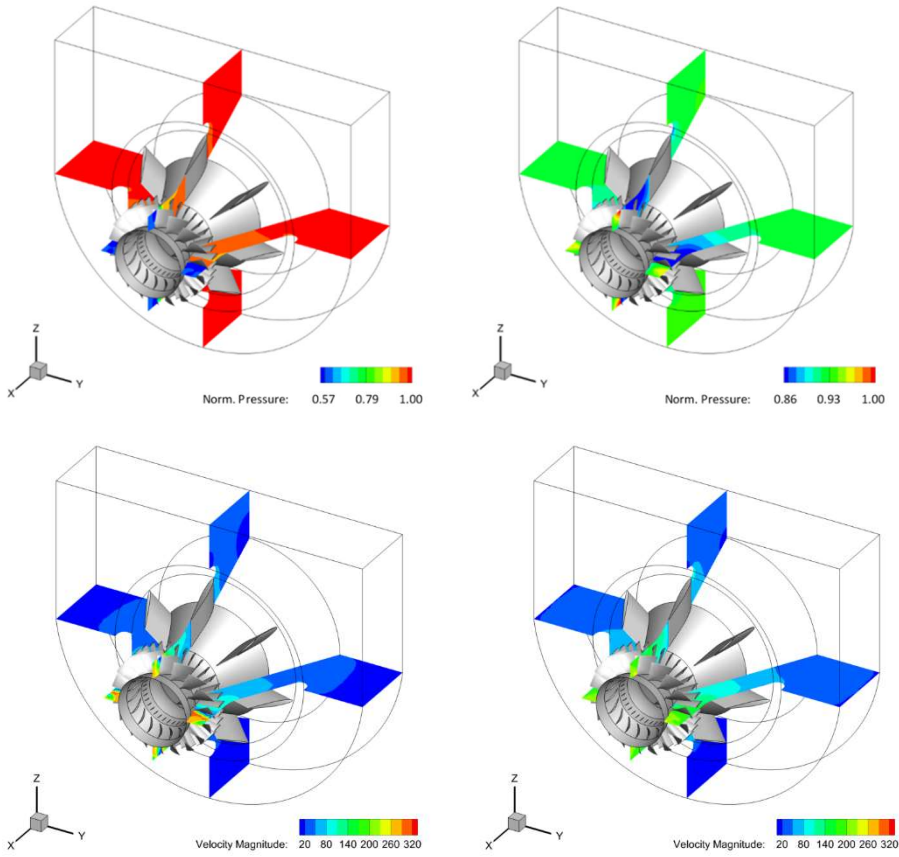 Z
X
Y
Norm. Pressure: 0.57 0.79 1.00
Z
X
Y
Norm. Pressure: 0.86 0.93 1.00
Z
X
Y
Velocity Magnitude: 20 80 140 200 260 320
Z
X
Y
Velocity Magnitude: 20 80 140 200 260 320